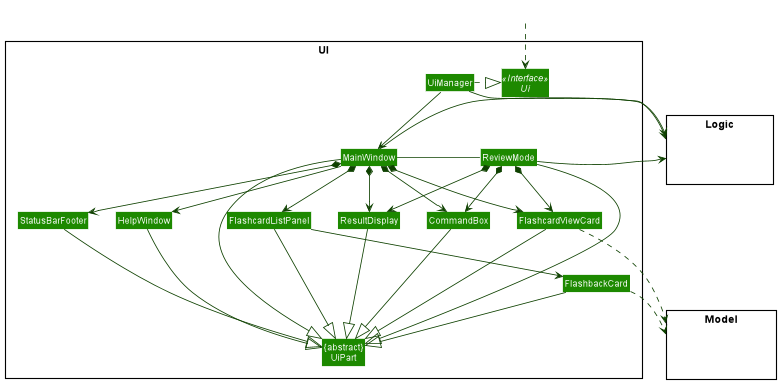 UI
UiManager
«Interface»
Ui
Logic
MainWindow
ReviewMode
StatusBarFooter
HelpWindow
FlashcardListPanel
ResultDisplay
CommandBox
FlashcardViewCard
FlashbackCard
Model
{abstract}
UiPart